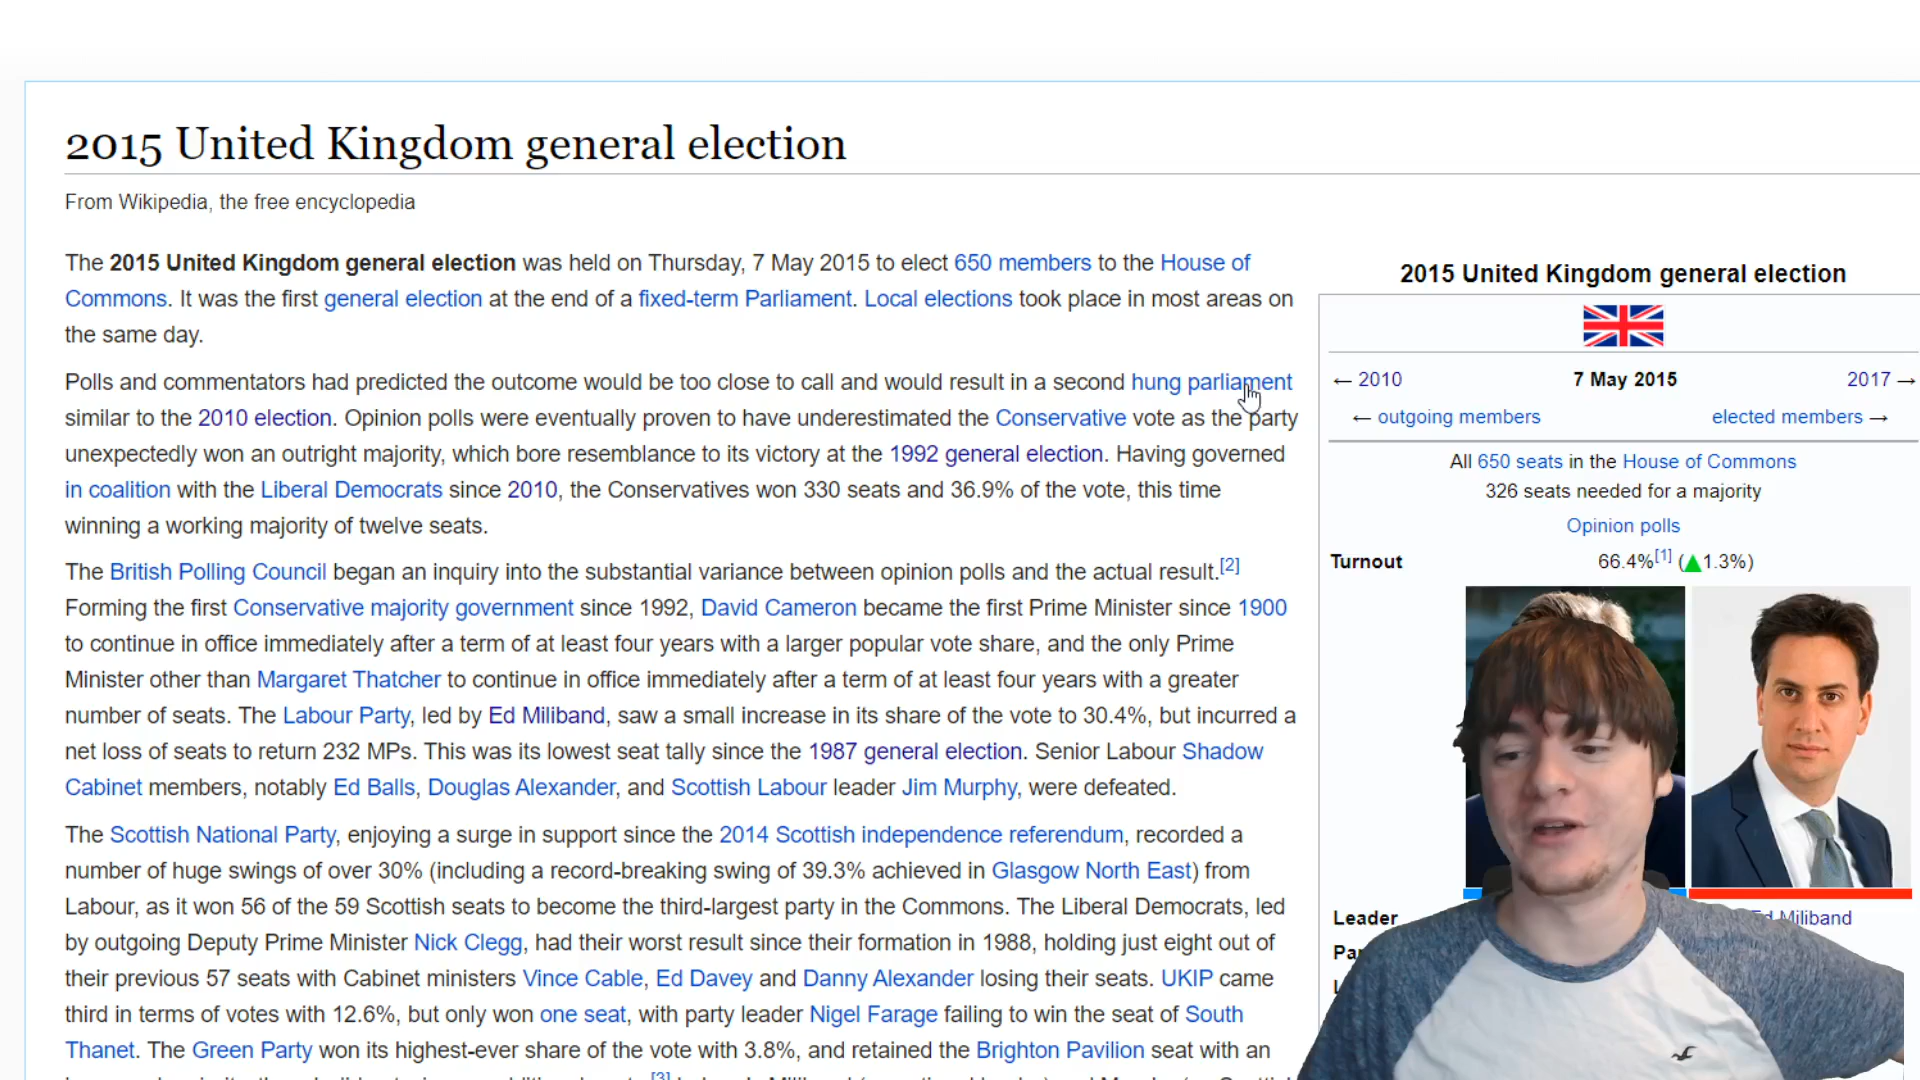 2015 United Kingdom general election
From Wikipedia, the free encyclopedia
The 2015 United Kingdom general election was held on Thursday, 7 May 2015 to elect 650 members to the House of
Commons. It was the first general election at the end of a fixed-term Parliament. Local elections took place in most areas on
the same day.
Polls and commentators had predicted the outcome would be too close to call and would result in a second hung parliament
similar to the 2010 election. Opinion polls were eventually proven to have underestimated the Conservative vote as the party
unexpectedly won an outright majority, which bore resemblance to its victory at the 1992 general election. Having governed
in coalition with the Liberal Democrats since 2010, the Conservatives won 330 seats and 36.9% of the vote, this time
winning a working majority of twelve seats.
The British Polling Council began an inquiry into the substantial variance between opinion polls and the actual result.[2]
Forming the first Conservative majority government since 1992, David Cameron became the first Prime Minister since 1900
to continue in office immediately after a term of at least four years with a larger popular vote share, and the only Prime
Minister other than Margaret Thatcher to continue in office immediately after a term of at least four years with a greater
number of seats. The Labour Party, led by Ed Miliband, saw a small increase in its share of the vote to 30.4%, but incurred a
net loss of seats to return 232 MPs. This was its lowest seat tally since the 1987 general election. Senior Labour Shadow
Cabinet members, notably Ed Balls, Douglas Alexander, and Scottish Labour leader Jim Murphy, were defeated.
The Scottish National Party, enjoying a surge in support since the 2014 Scottish independence referendum, recorded a
number of huge swings of over 30% (including a record-breaking swing of 39.3% achieved in Glasgow North East) from
Labour, as it won 56 of the 59 Scottish seats to become the third-largest party in the Commons. The Liberal Democrats, led
by outgoing Deputy Prime Minister Nick Clegg, had their worst result since their formation in 1988, holding just eight out of
their previous 57 seats with Cabinet ministers Vince Cable, Ed Davey and Danny Alexander losing their seats. UKIP came
third in terms of votes with 12.6%, but only won one seat, with party leader Nigel Farage failing to win the seat of South
Thanet. The Green Party won its highest-ever share of the vote with 3.8%, and retained the Brighton Pavilion seat with an
[3]
2015 United Kingdom general election
← 2010 7 May 2015 2017 →
← outgoing members elected members →
All 650 seats in the House of Commons
326 seats needed for a majority
Opinion polls
Turnout 66.4%[1] (▲1.3%)
Leader Ed Miliband